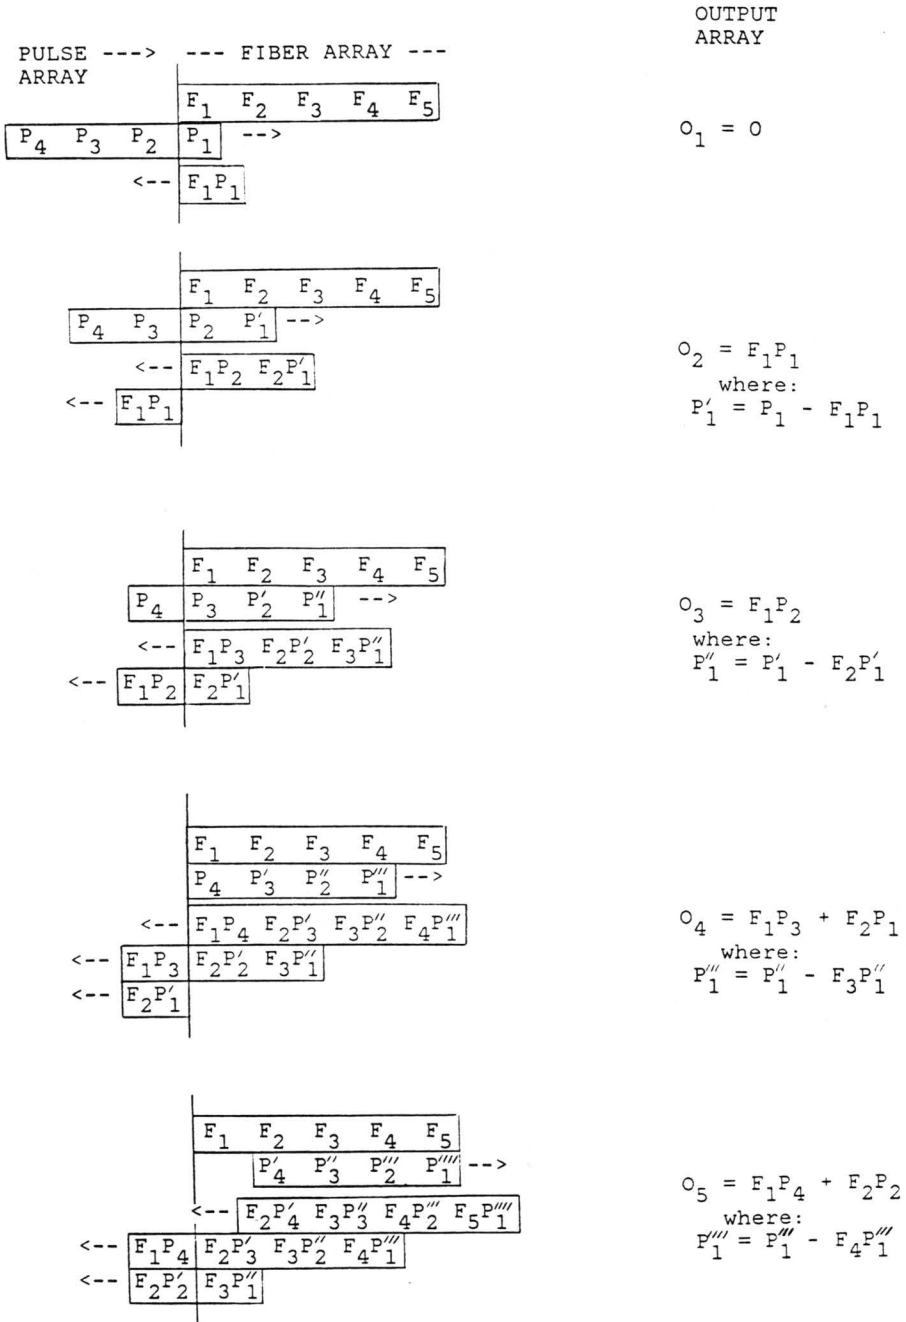 OUTPUT
ARRAY
PULSE ---> --- FIBER ARRAY ---
ARRAY
F₁ F₂ F₃ F₄ F₅
P₄ P₃ P₂ P₁ -->
O₁ = O
<-- F₁P₁
F₁ F₂ F₃ F₄ F₅
P₄ P₃ P₂ P′₁ -->
<-- F₁P₂ F₂P′₁
<-- F₁P₁
O₂ = F₁P₁
where:
P′₁ = P₁ - F₁P₁
F₁ F₂ F₃ F₄ F₅
P₄ P₃ P′₂ P″₁ -->
<-- F₁P₃ F₂P′₂ F₃P″₁
<-- F₁P₂ F₂P′₁
O₃ = F₁P₂
where:
P″₁ = P′₁ - F₂P′₁
F₁ F₂ F₃ F₄ F₅
P₄ P′₃ P″₂ P‴₁ -->
<-- F₁P₄ F₂P′₃ F₃P″₂ F₄P‴₁
<-- F₁P₃ F₂P′₂ F₃P″₁
<-- F₂P′₁
O₄ = F₁P₃ + F₂P₁
where:
P‴₁ = P″₁ - F₃P″₁
F₁ F₂ F₃ F₄ F₅
P′₄ P″₃ P‴₂ P⁗₁ -->
<-- F₂P′₄ F₃P″₃ F₄P‴₂ F₅P⁗₁
<-- F₁P₄ F₂P′₃ F₃P″₂ F₄P‴₁
<-- F₂P′₂ F₃P″₁
O₅ = F₁P₄ + F₂P₂
where:
P⁗₁ = P‴₁ - F₄P‴₁